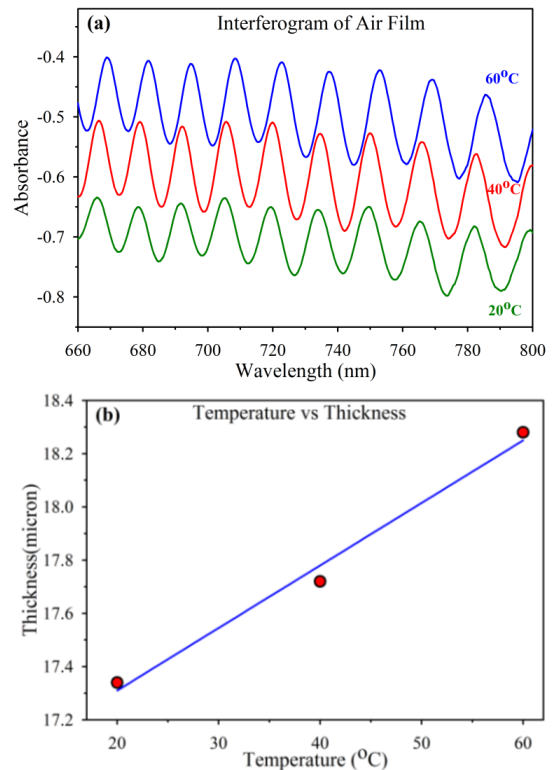 (a) Interferogram of Air Film
-0.4
-0.5
-0.6
-0.7
-0.8
Absorbance
60°C
40°C
20°C
660 680 700 720 740 760 780 800
Wavelength (nm)
(b) Temperature vs Thickness
18.4
18.2
18.0
17.8
17.6
17.4
17.2
Thickness(micron)
20 30 40 50 60
Temperature (°C)